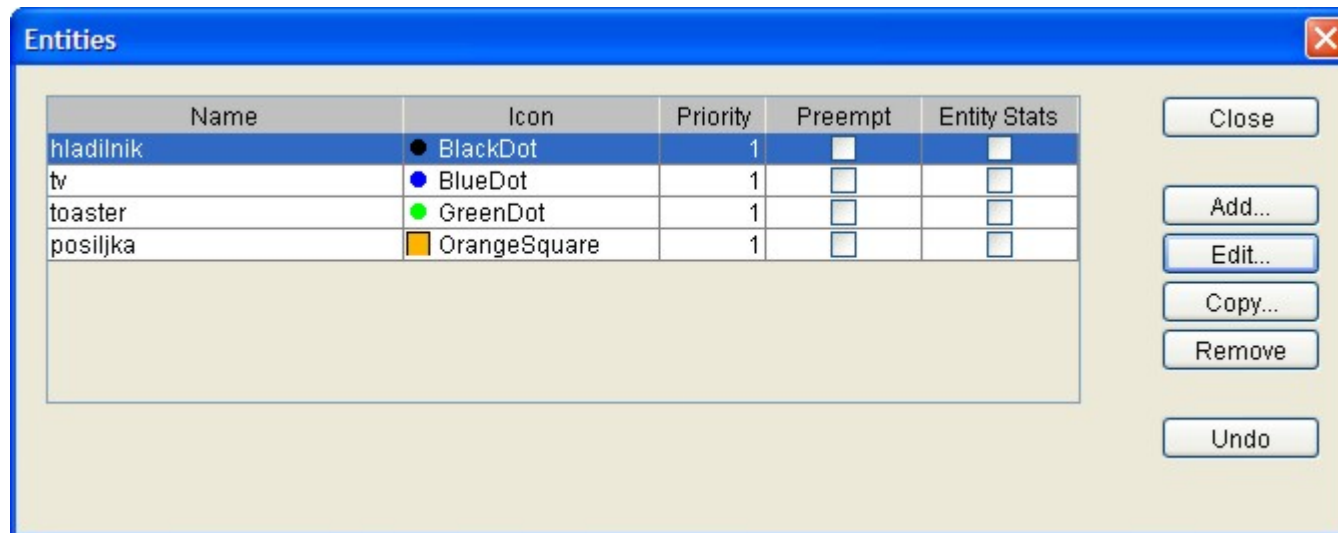 Entities
Name Icon Priority Preempt Entity Stats
hladilnik BlackDot 1
tv BlueDot 1
toaster GreenDot 1
posiljka OrangeSquare 1
Close
Add...
Edit...
Copy...
Remove
Undo